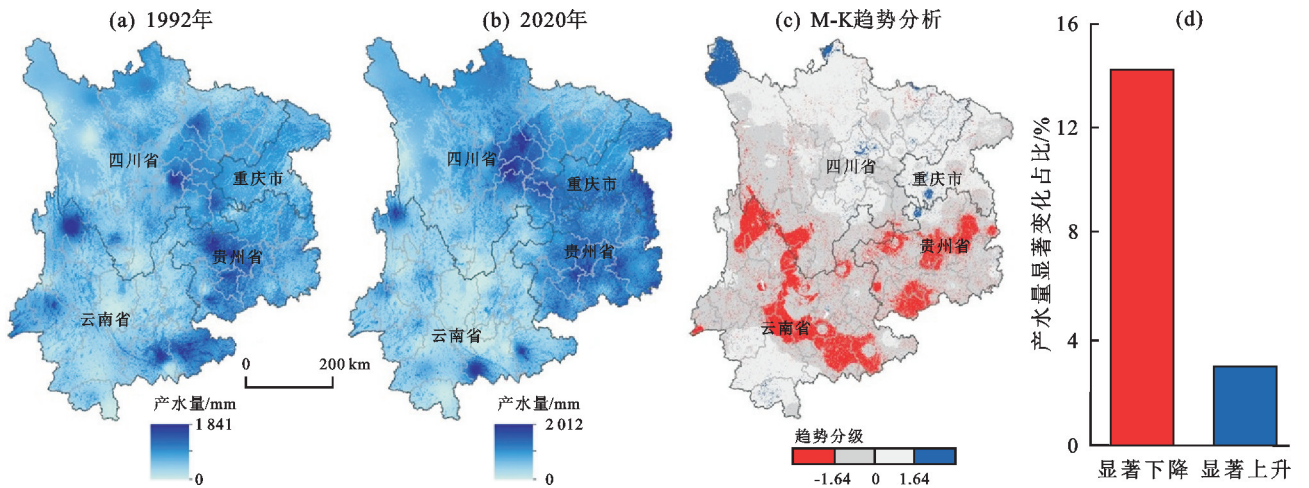 (a) 1992年
(b) 2020年
(c) M-K趋势分析
(d)
四川省
重庆市
贵州省
云南省
0 200 km
产水量/mm
1 841
0
四川省
重庆市
贵州省
云南省
产水量/mm
2 012
0
四川省
重庆市
贵州省
云南省
趋势分级
-1.64 0 1.64
产水量显著变化占比/%
16
12
8
4
0
显著下降 显著上升